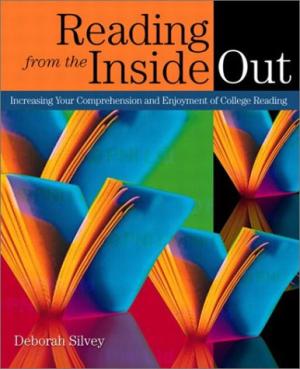 Reading
from the Inside Out
Increasing Your Comprehension and Enjoyment of College Reading
Deborah Silvey